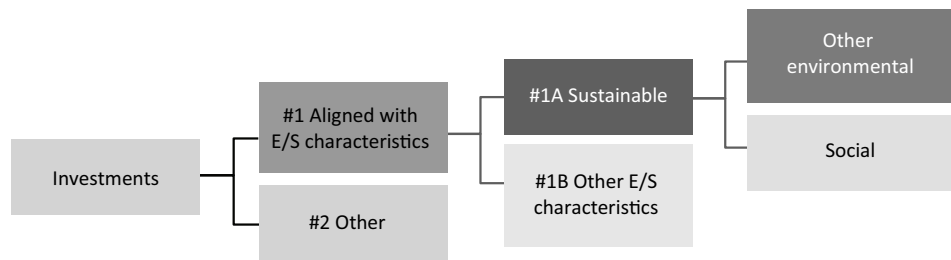 Investments
#1 Aligned with
E/S characteristics
#2 Other
#1A Sustainable
#1B Other E/S
characteristics
Other
environmental
Social